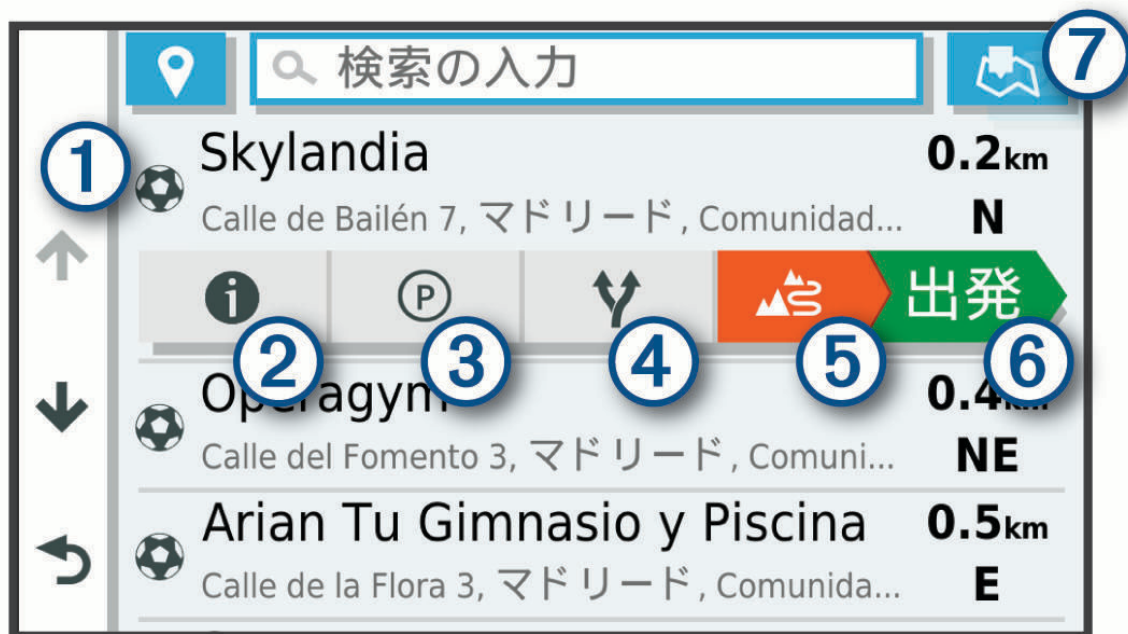 検索の入力
7
1
Skylandia
0.2km
Calle de Bailén 7, マドリード, Comunidad...
N
i
P
出発
2
3
4
5
6
Operagym
0.4km
Calle del Fomento 3, マドリード, Comuni...
NE
Arian Tu Gimnasio y Piscina
0.5km
Calle de la Flora 3, マドリード, Comunida...
E